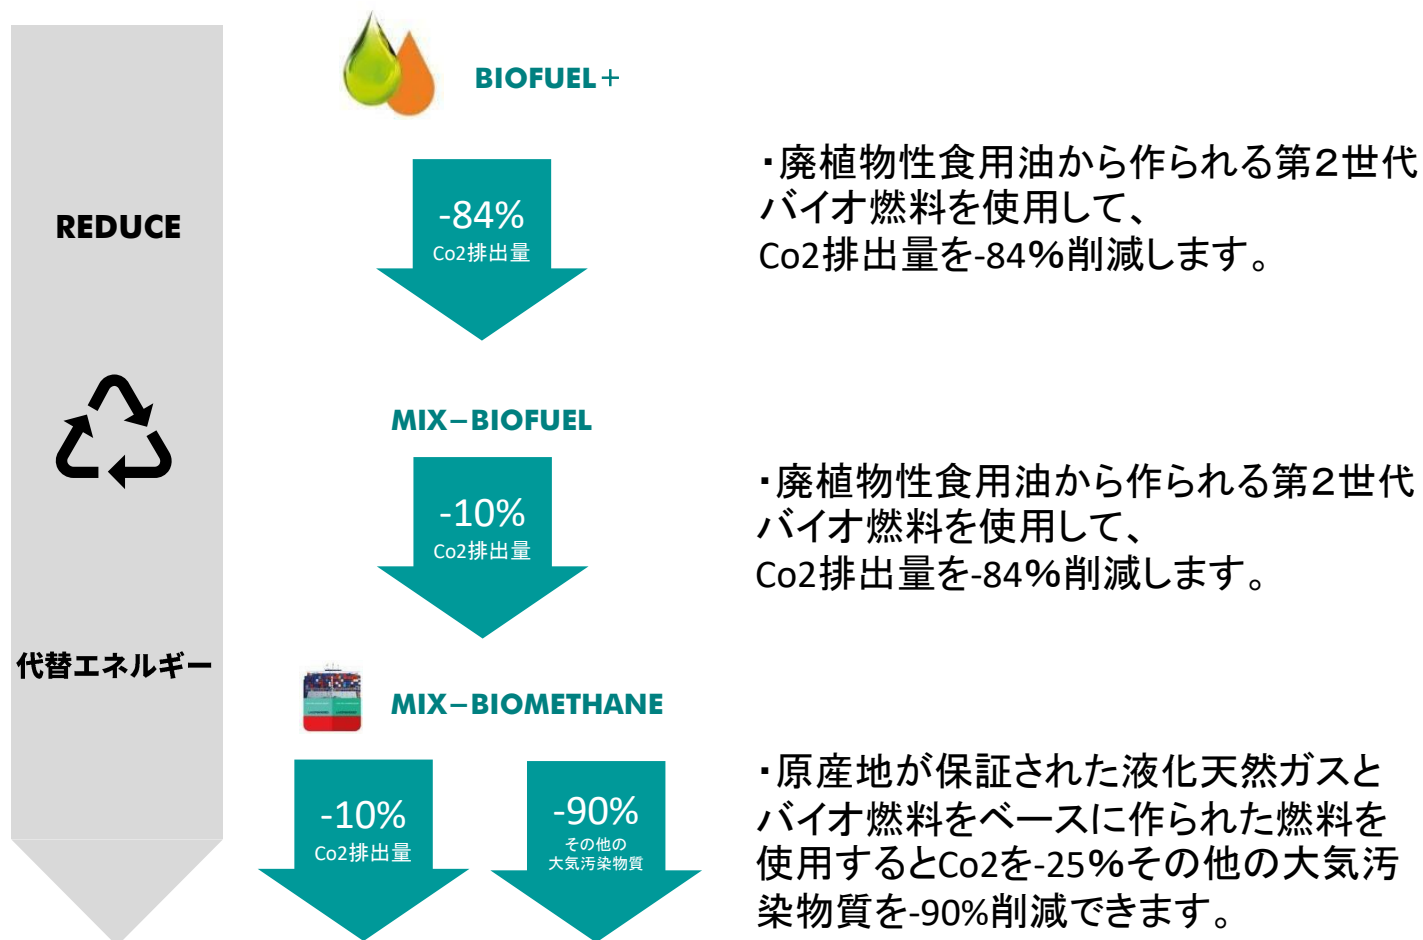 BIOFUEL+
REDUCE
-84%
Co2排出量
・廃植物性食用油から作られる第２世代
バイオ燃料を使用して、
Co2排出量を-84%削減します。
MIX−BIOFUEL
-10%
Co2排出量
・廃植物性食用油から作られる第２世代
バイオ燃料を使用して、
Co2排出量を-84%削減します。
代替エネルギー
MIX−BIOMETHANE
-10%
Co2排出量
-90%
その他の
大気汚染物質
・原産地が保証された液化天然ガスと
バイオ燃料をベースに作られた燃料を
使用するとCo2を-25%その他の大気汚
染物質を-90%削減できます。